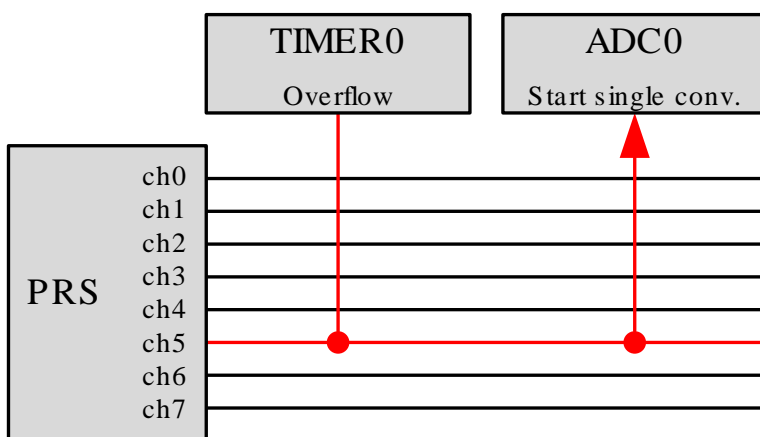 TIMER0
Overflow
ADC0
Start single conv.
PRS
ch0
ch1
ch2
ch3
ch4
ch5
ch6
ch7